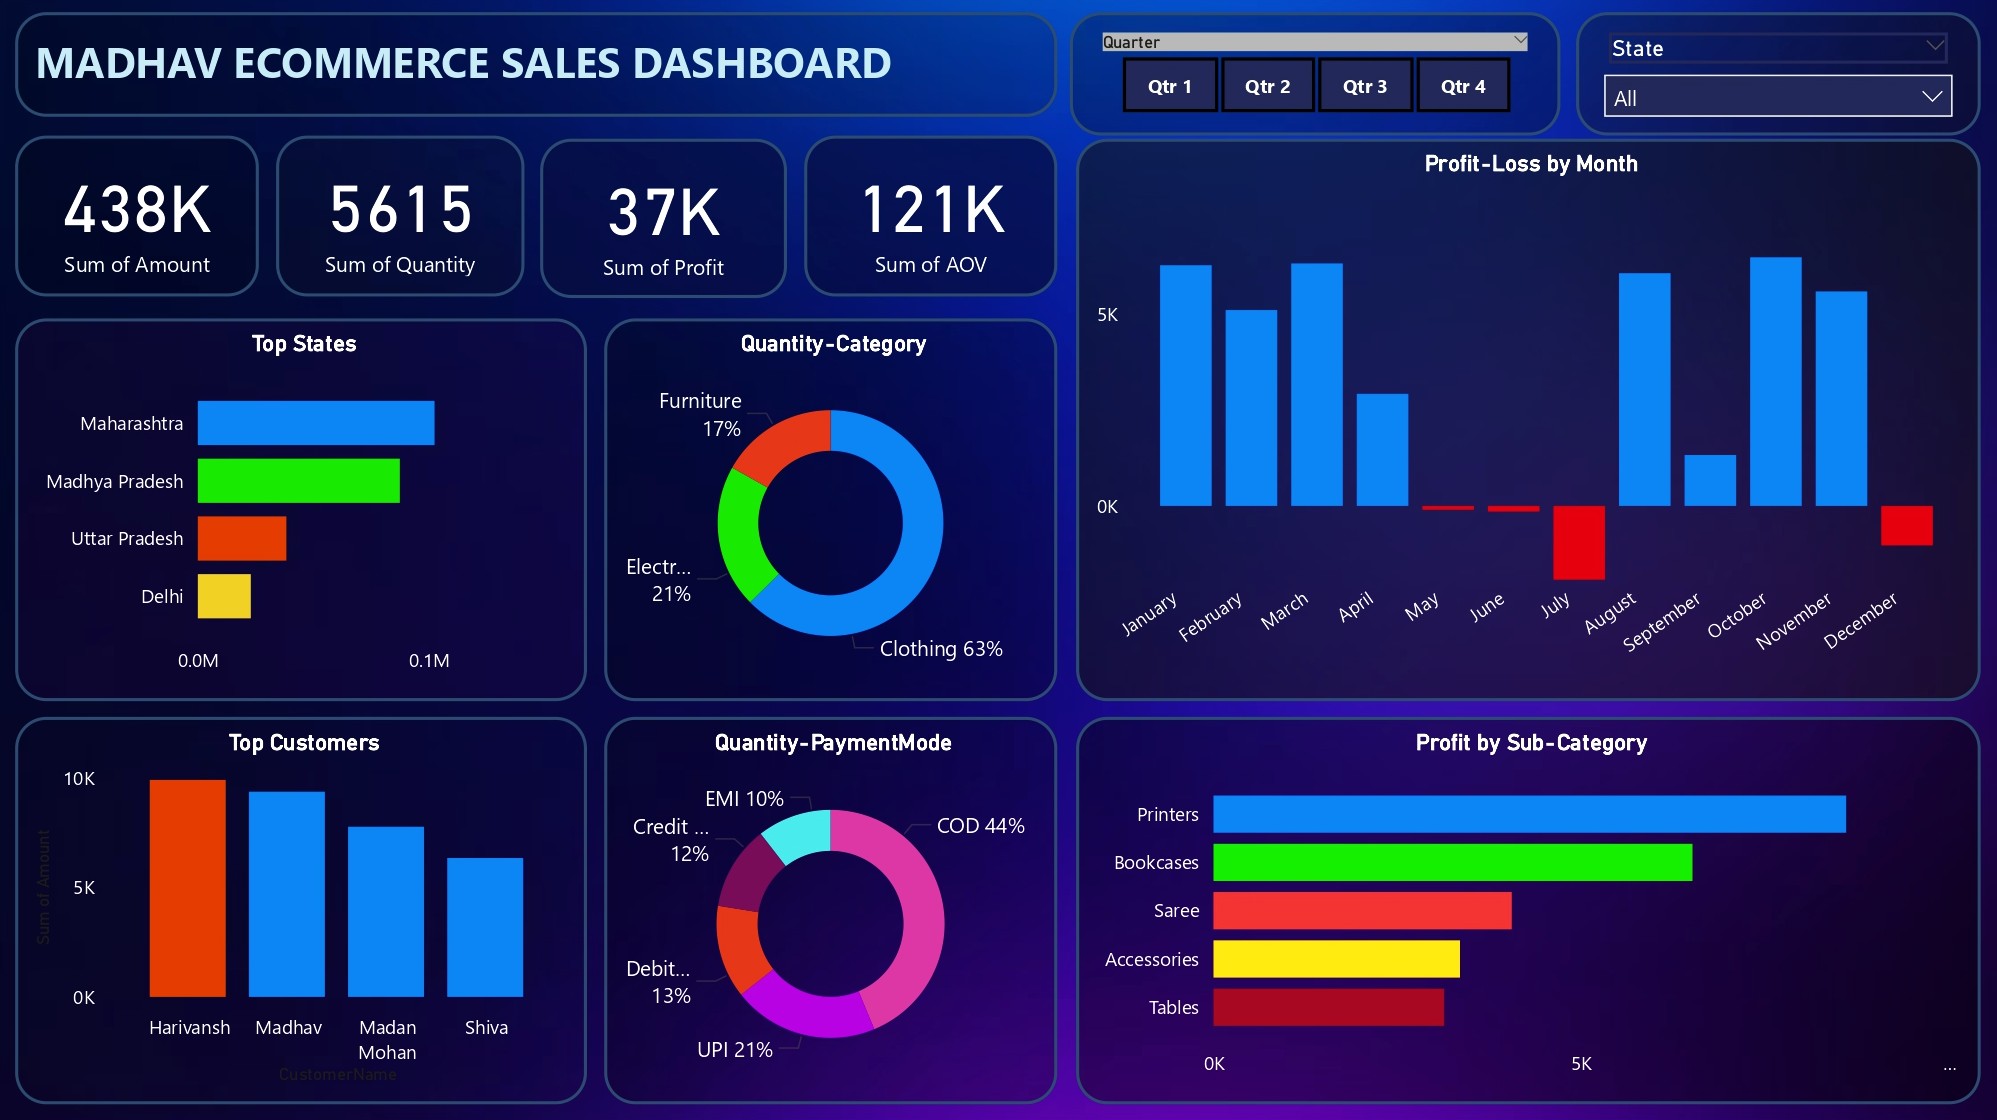 MADHAV ECOMMERCE SALES DASHBOARD
Quarter
Qtr 1 Qtr 2 Qtr 3 Qtr 4
State
All
438K
Sum of Amount
5615
Sum of Quantity
37K
Sum of Profit
121K
Sum of AOV
Top States
Maharashtra
Madhya Pradesh
Uttar Pradesh
Delhi
0.0M 0.1M
Quantity-Category
Furniture
17%
Electr...
21%
Clothing 63%
Profit-Loss by Month
5K
0K
January February March April May June July August September October November December
Top Customers
Sum of Amount
10K
5K
0K
Harivansh Madhav Madan Shiva
Mohan
CustomerName
Quantity-PaymentMode
EMI 10%
COD 44%
Credit ...
12%
Debit...
13%
UPI 21%
Profit by Sub-Category
Printers
Bookcases
Saree
Accessories
Tables
0K 5K ...